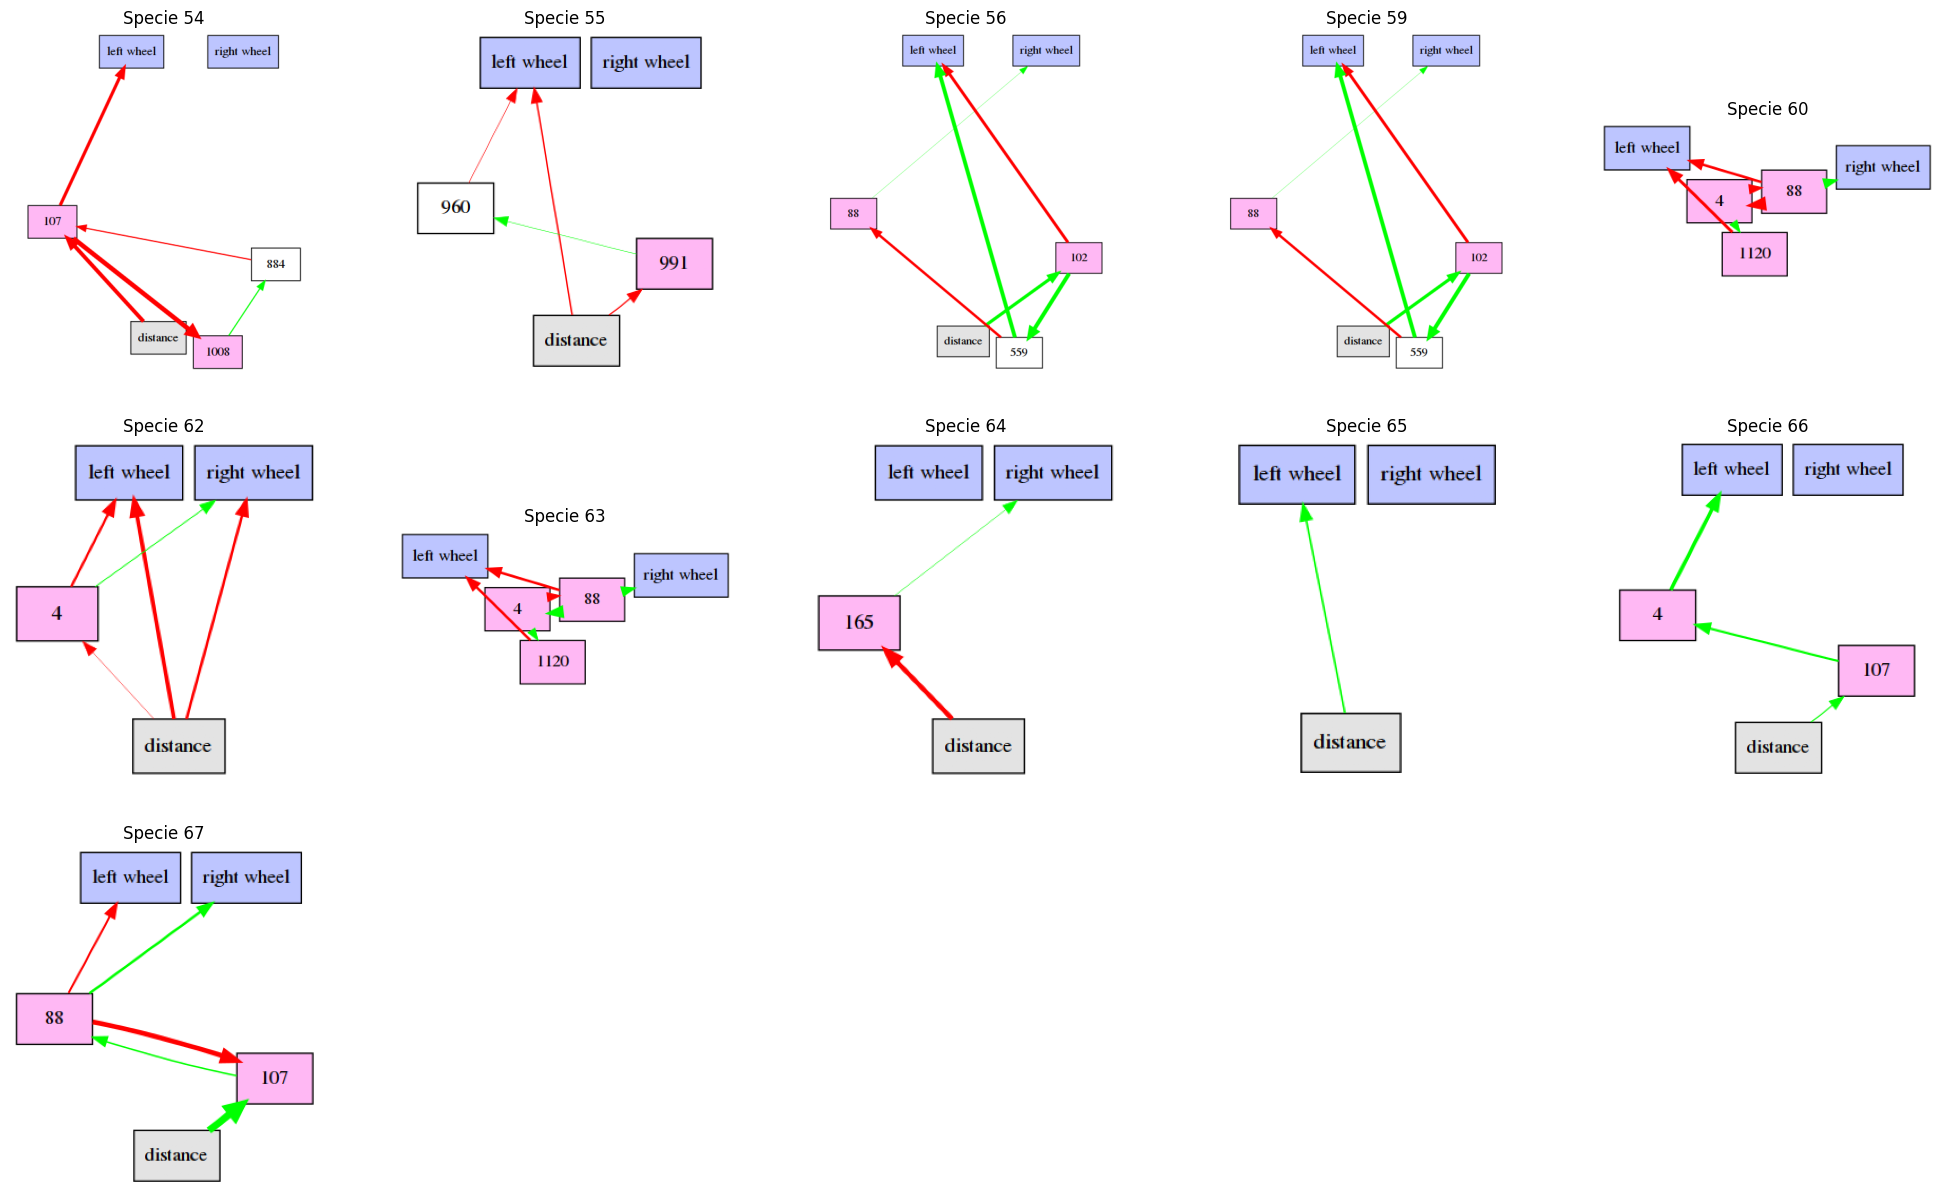 Specie 54
left wheel
right wheel
107
884
distance
1008
Specie 55
left wheel
right wheel
960
991
distance
Specie 56
left wheel
right wheel
88
102
distance
559
Specie 59
left wheel
right wheel
88
102
distance
559
Specie 60
left wheel
right wheel
4
88
1120
Specie 62
left wheel
right wheel
4
distance
Specie 63
left wheel
right wheel
4
88
1120
Specie 64
left wheel
right wheel
165
distance
Specie 65
left wheel
right wheel
distance
Specie 66
left wheel
right wheel
4
107
distance
Specie 67
left wheel
right wheel
88
107
distance